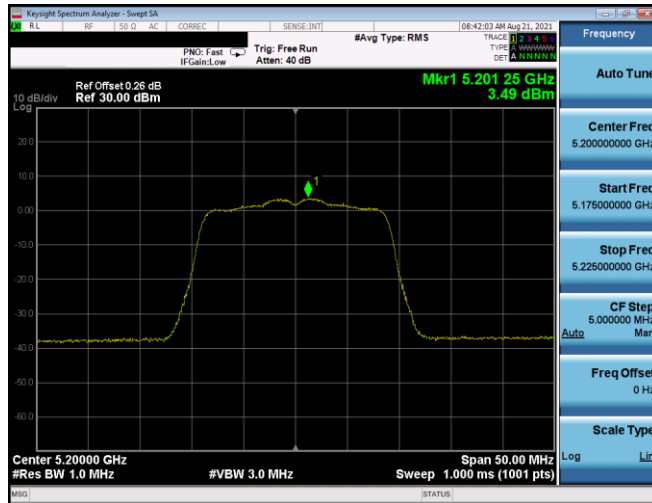 Keysight Spectrum Analyzer - Swept SA
RL RF 50 Ω AC CORREC SENSE:INT 08:42:03 AM Aug 21, 2021
#Avg Type: RMS TRACE 1 2 3 4 5 6
PNO: Fast Trig: Free Run TYPE A WWWWW
IFGain:Low Atten: 40 dB DET A N N N N N
Mkr1 5.201 25 GHz
3.49 dBm
Ref Offset 0.26 dB
10 dB/div Ref 30.00 dBm
Log
20.0
10.0
0.00
-10.0
-20.0
-30.0
-40.0
-50.0
-60.0
1
Center 5.20000 GHz Span 50.00 MHz
#Res BW 1.0 MHz #VBW 3.0 MHz Sweep 1.000 ms (1001 pts)
MSG STATUS
Frequency
Auto Tune
Center Freq
5.200000000 GHz
Start Freq
5.175000000 GHz
Stop Freq
5.225000000 GHz
CF Step
5.000000 MHz
Auto Man
Freq Offset
0 Hz
Scale Type
Log Lin